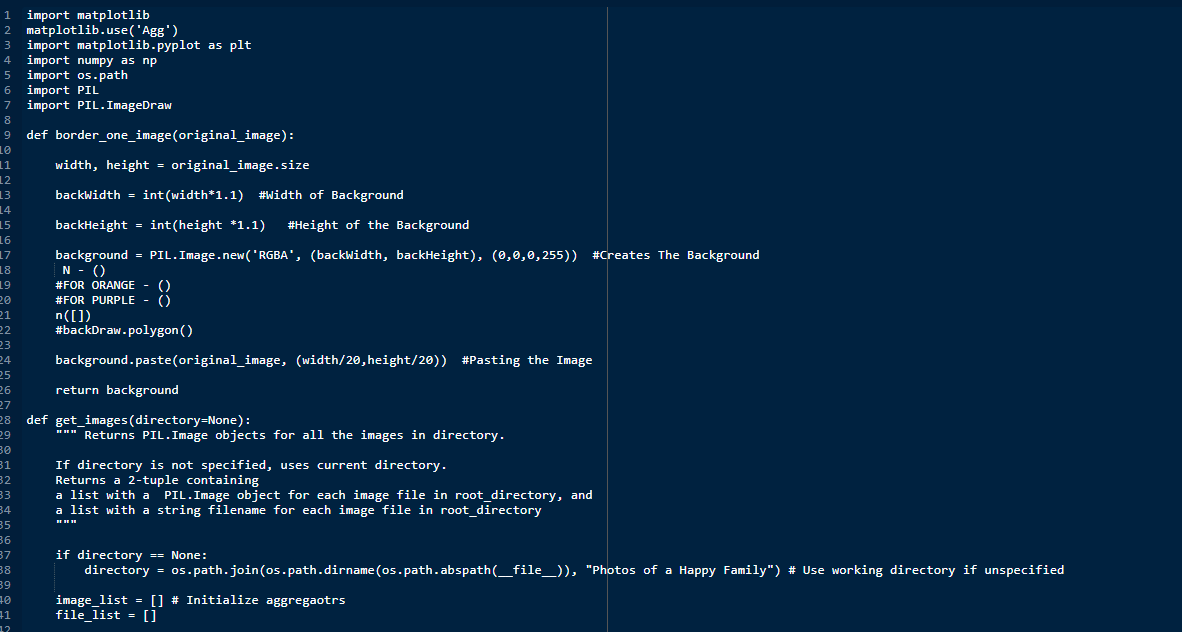 1 import matplotlib
2 matplotlib.use('Agg')
3 import matplotlib.pyplot as plt
4 import numpy as np
5 import os.path
6 import PIL
7 import PIL.ImageDraw
8
9 def border_one_image(original_image):
10
11     width, height = original_image.size
12
13     backWidth = int(width*1.1)  #Width of Background
14
15     backHeight = int(height *1.1)   #Height of the Background
16
17     background = PIL.Image.new('RGBA', (backWidth, backHeight), (0,0,0,255))  #Creates The Background
18      N - ()
19     #FOR ORANGE - ()
20     #FOR PURPLE - ()
21     n([])
22     #backDraw.polygon()
23
24     background.paste(original_image, (width/20,height/20))  #Pasting the Image
25
26     return background
27
28 def get_images(directory=None):
29     """ Returns PIL.Image objects for all the images in directory.
30
31     If directory is not specified, uses current directory.
32     Returns a 2-tuple containing
33     a list with a  PIL.Image object for each image file in root_directory, and
34     a list with a string filename for each image file in root_directory
35     """
36
37     if directory == None:
38         directory = os.path.join(os.path.dirname(os.path.abspath(__file__)), "Photos of a Happy Family") # Use working directory if unspecified
39
40     image_list = [] # Initialize aggregaotrs
41     file_list = []
42